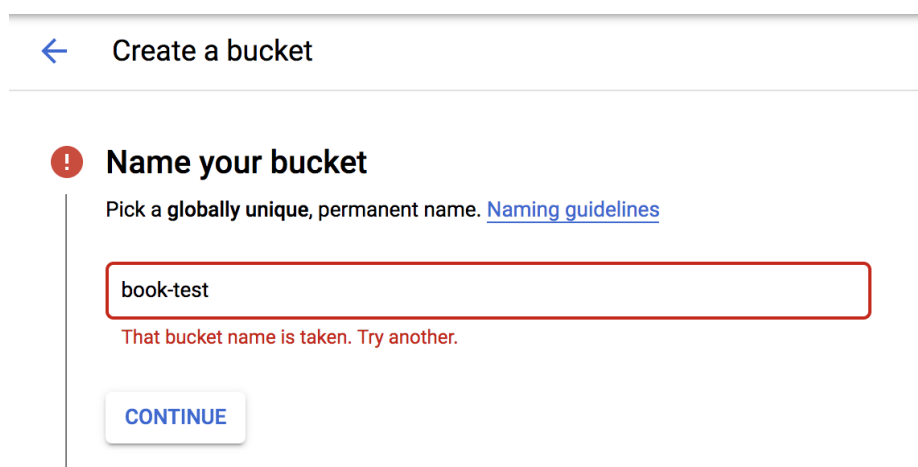 Create a bucket
!
Name your bucket
Pick a globally unique, permanent name. Naming guidelines
book-test
That bucket name is taken. Try another.
CONTINUE